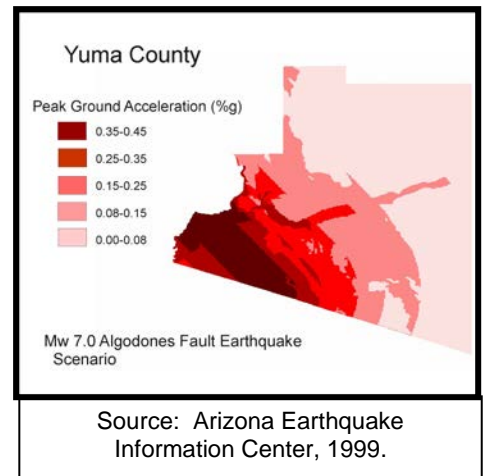 Yuma County
Peak Ground Acceleration (%g)
0.35-0.45
0.25-0.35
0.15-0.25
0.08-0.15
0.00-0.08
Mw 7.0 Algodones Fault Earthquake
Scenario
Source: Arizona Earthquake
Information Center, 1999.